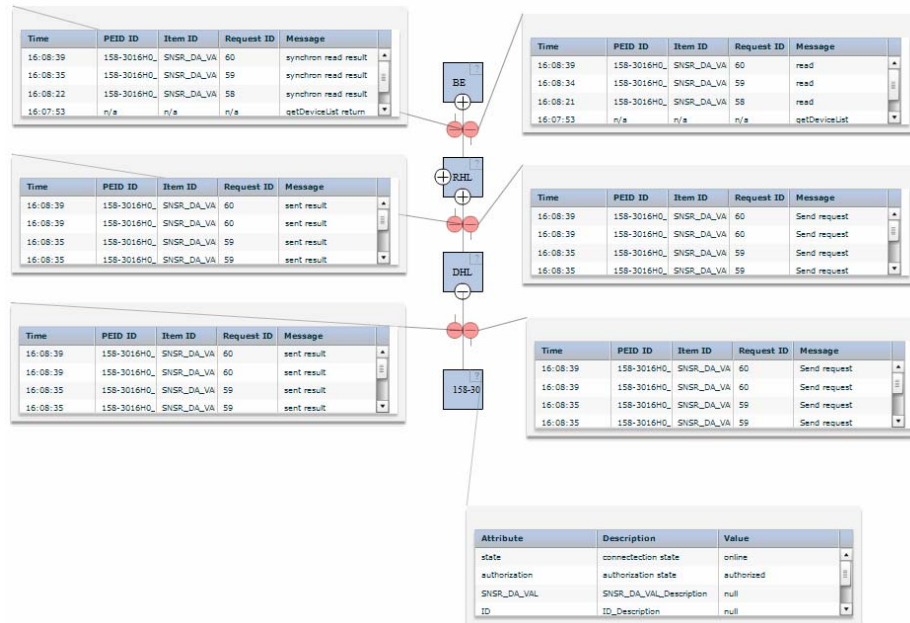 Time PEID ID Item ID Request ID Message
16:08:39 158-3016H0_ SNSR_DA_VA 60 synchron read result
16:08:35 158-3016H0_ SNSR_DA_VA 59 synchron read result
16:08:22 158-3016H0_ SNSR_DA_VA 58 synchron read result
16:07:53 n/a n/a n/a getDeviceList return
Time PEID ID Item ID Request ID Message
16:08:39 158-3016H0_ SNSR_DA_VA 60 read
16:08:34 158-3016H0_ SNSR_DA_VA 59 read
16:08:21 158-3016H0_ SNSR_DA_VA 58 read
16:07:53 n/a n/a n/a getDeviceList
?
BE
?
RHL
Time PEID ID Item ID Request ID Message
16:08:39 158-3016H0_ SNSR_DA_VA 60 sent result
16:08:39 158-3016H0_ SNSR_DA_VA 60 sent result
16:08:35 158-3016H0_ SNSR_DA_VA 59 sent result
16:08:35 158-3016H0_ SNSR_DA_VA 59 sent result
Time PEID ID Item ID Request ID Message
16:08:39 158-3016H0_ SNSR_DA_VA 60 Send request
16:08:39 158-3016H0_ SNSR_DA_VA 60 Send request
16:08:35 158-3016H0_ SNSR_DA_VA 59 Send request
16:08:35 158-3016H0_ SNSR_DA_VA 59 Send request
?
DHL
Time PEID ID Item ID Request ID Message
16:08:39 158-3016H0_ SNSR_DA_VA 60 sent result
16:08:39 158-3016H0_ SNSR_DA_VA 60 sent result
16:08:35 158-3016H0_ SNSR_DA_VA 59 sent result
16:08:35 158-3016H0_ SNSR_DA_VA 59 sent result
Time PEID ID Item ID Request ID Message
16:08:39 158-3016H0_ SNSR_DA_VA 60 Send request
16:08:39 158-3016H0_ SNSR_DA_VA 60 Send request
16:08:35 158-3016H0_ SNSR_DA_VA 59 Send request
16:08:35 158-3016H0_ SNSR_DA_VA 59 Send request
?
158-30
Attribute Description Value
state connectection state online
authorization authorization state authorized
SNSR_DA_VAL SNSR_DA_VAL_Description null
ID ID_Description null